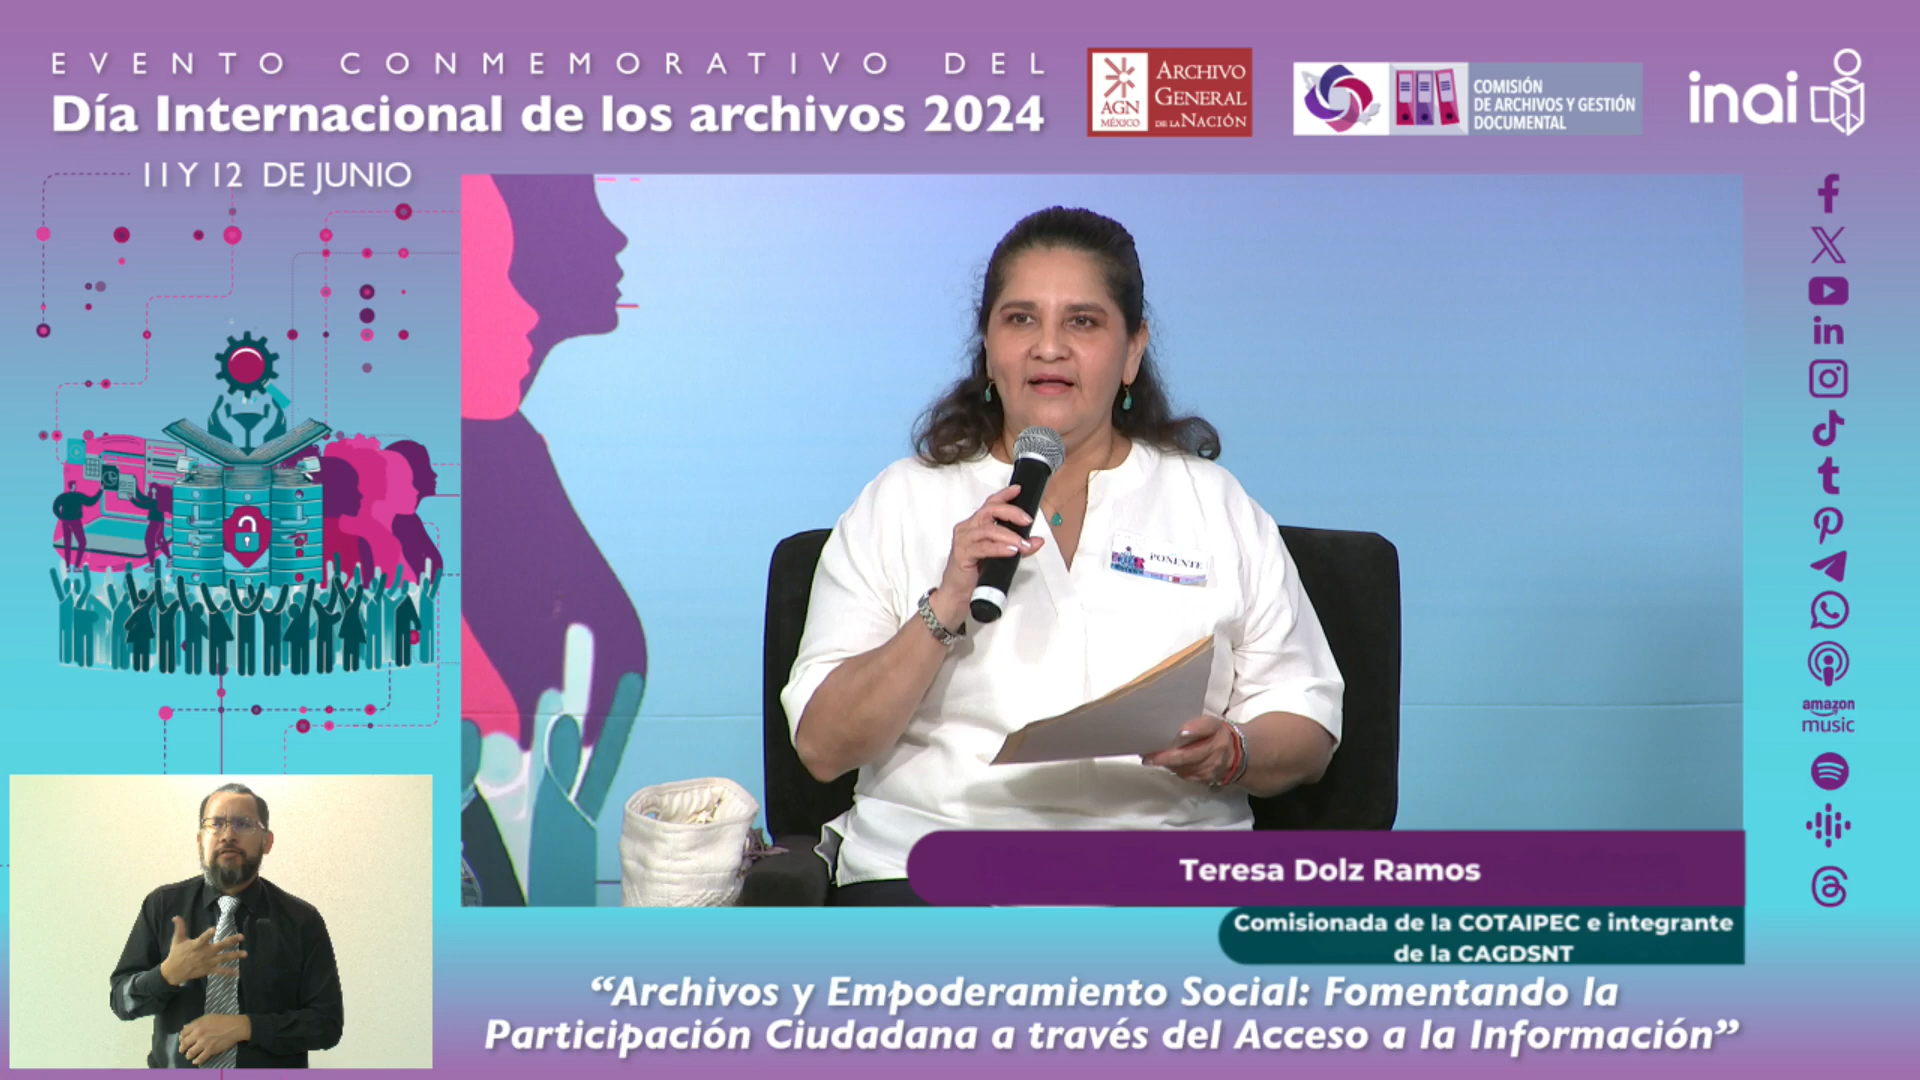 EVENTO CONMEMORATIVO DEL
Día Internacional de los archivos 2024
11 Y 12 DE JUNIO
AGN
MÉXICO
ARCHIVO
GENERAL
DE LA NACIÓN
COMISIÓN
DE ARCHIVOS Y GESTIÓN
DOCUMENTAL
inai
PONENTE
amazon
music
Teresa Dolz Ramos
Comisionada de la COTAIPEC e integrante
de la CAGDSNT
“Archivos y Empoderamiento Social: Fomentando la
Participación Ciudadana a través del Acceso a la Información”